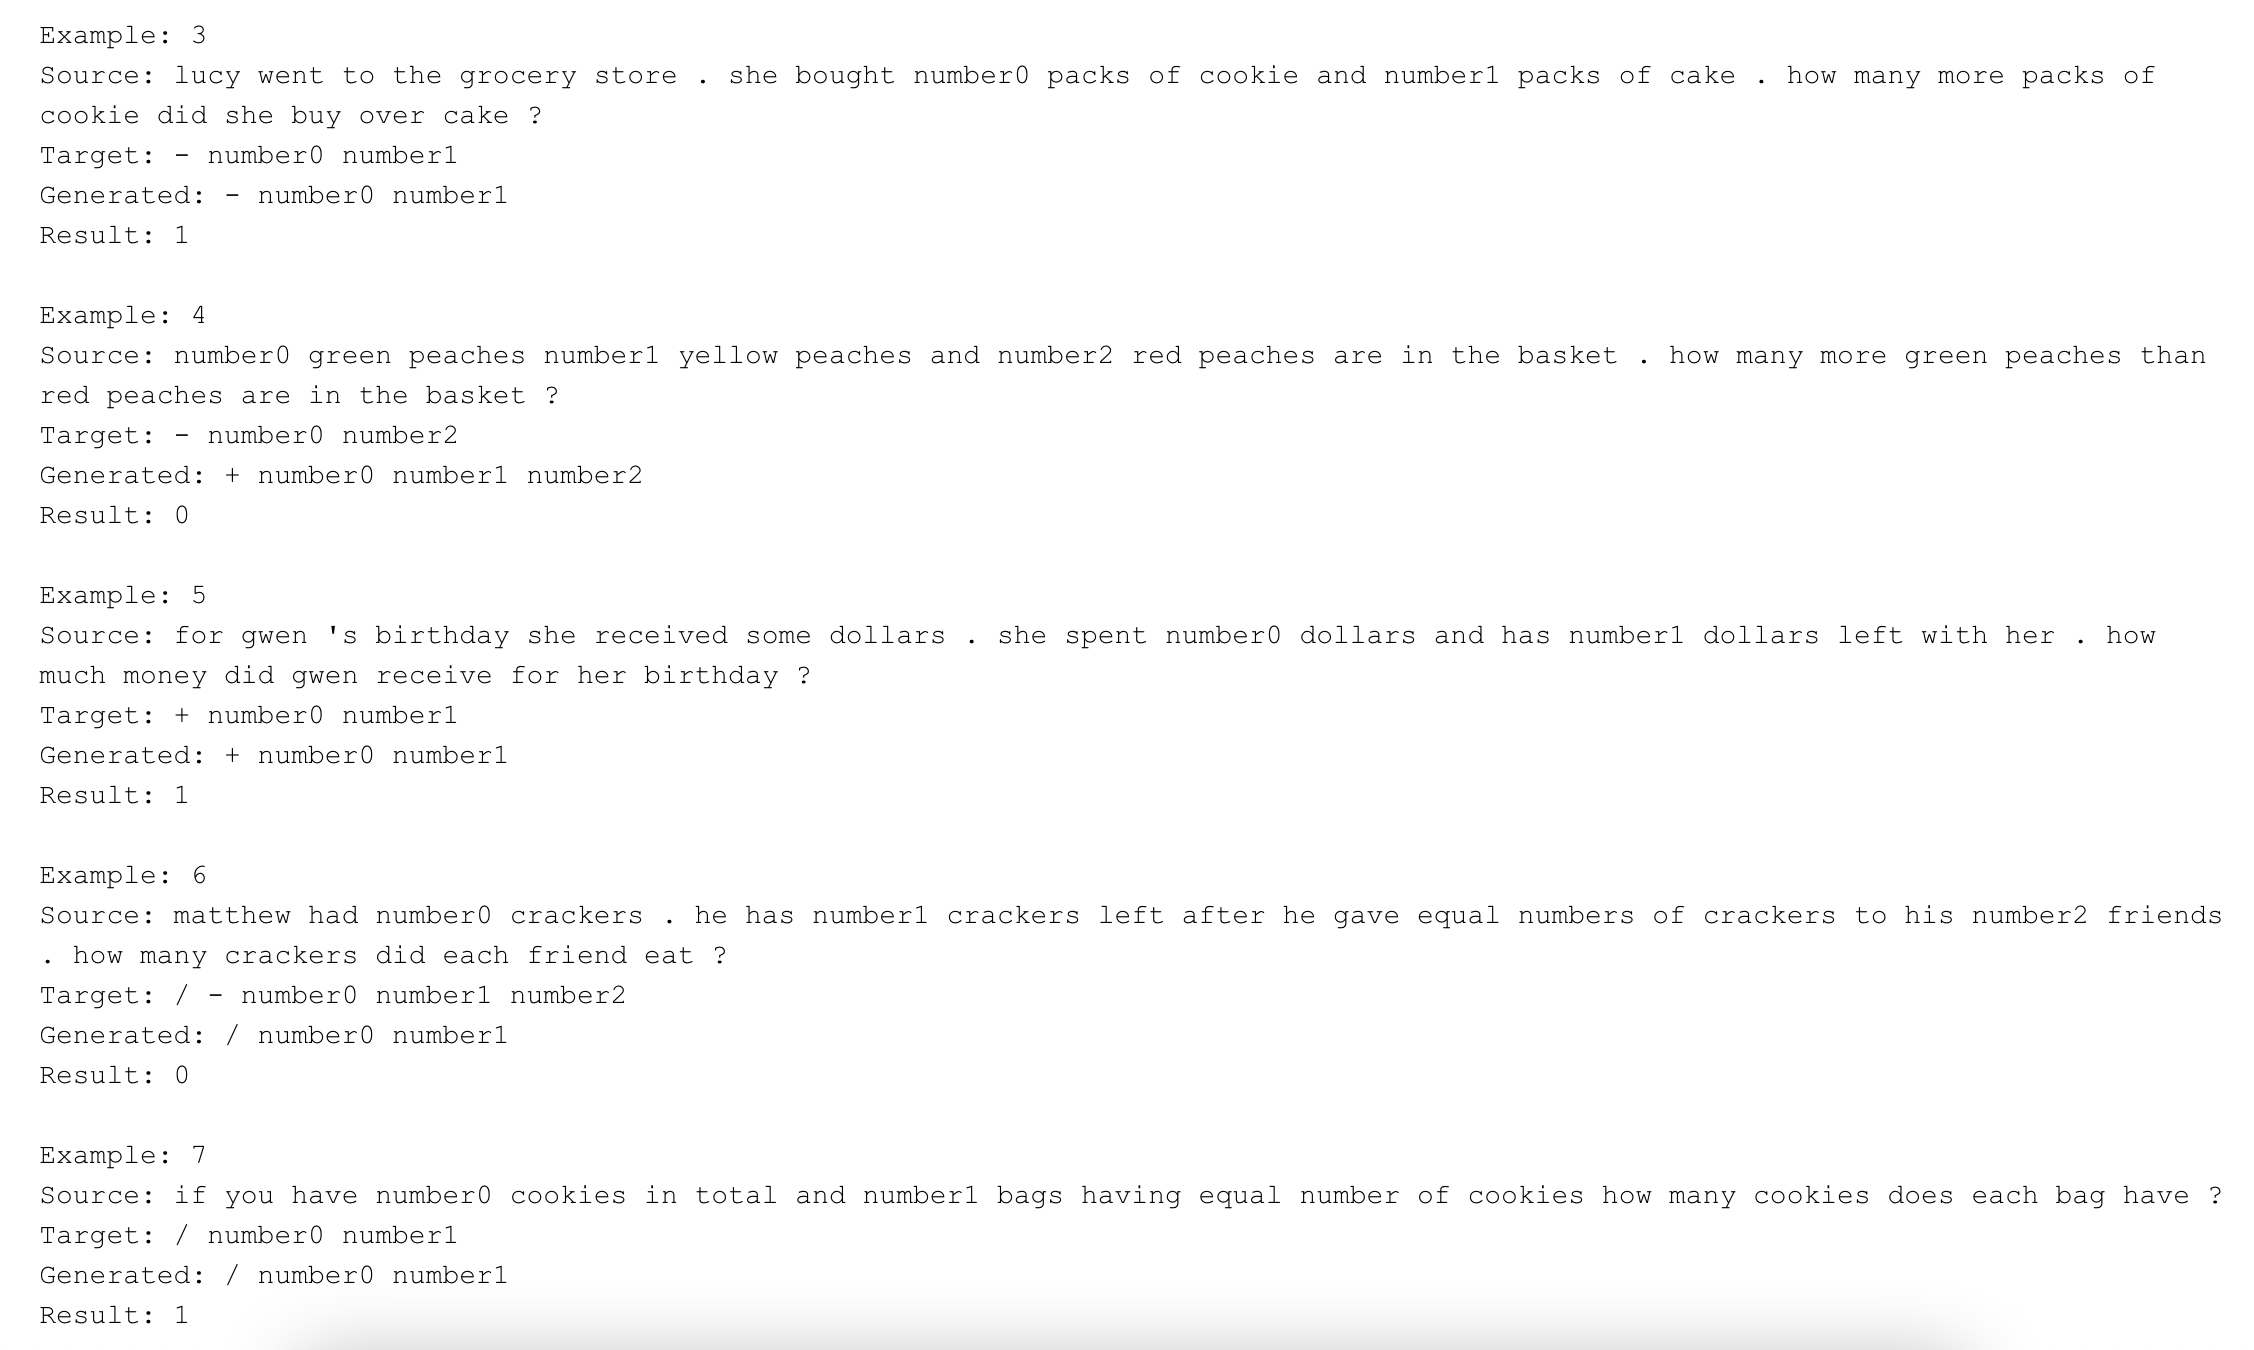 Example: 3
Source: lucy went to the grocery store . she bought number0 packs of cookie and number1 packs of cake . how many more packs of
cookie did she buy over cake ?
Target: - number0 number1
Generated: - number0 number1
Result: 1
Example: 4
Source: number0 green peaches number1 yellow peaches and number2 red peaches are in the basket . how many more green peaches than
red peaches are in the basket ?
Target: - number0 number2
Generated: + number0 number1 number2
Result: 0
Example: 5
Source: for gwen 's birthday she received some dollars . she spent number0 dollars and has number1 dollars left with her . how
much money did gwen receive for her birthday ?
Target: + number0 number1
Generated: + number0 number1
Result: 1
Example: 6
Source: matthew had number0 crackers . he has number1 crackers left after he gave equal numbers of crackers to his number2 friends
. how many crackers did each friend eat ?
Target: / - number0 number1 number2
Generated: / number0 number1
Result: 0
Example: 7
Source: if you have number0 cookies in total and number1 bags having equal number of cookies how many cookies does each bag have ?
Target: / number0 number1
Generated: / number0 number1
Result: 1